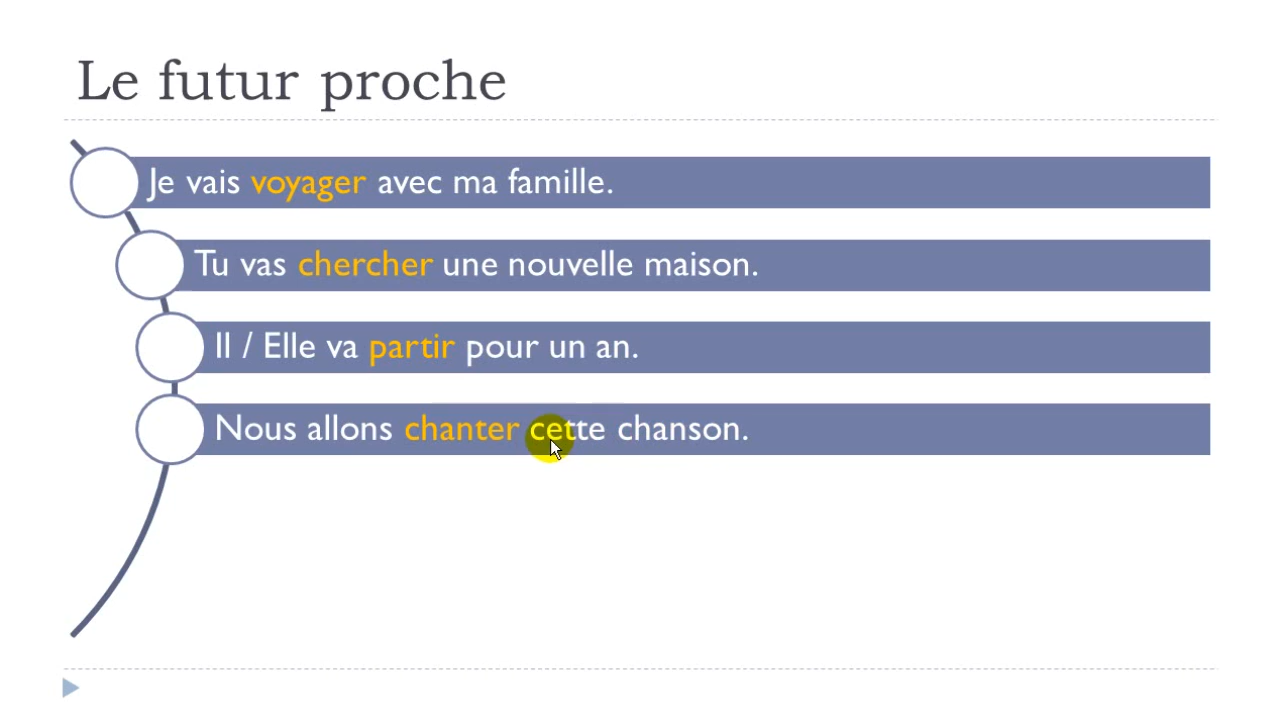 Le futur proche
Je vais voyager avec ma famille.
Tu vas chercher une nouvelle maison.
Il / Elle va partir pour un an.
Nous allons chanter cette chanson.